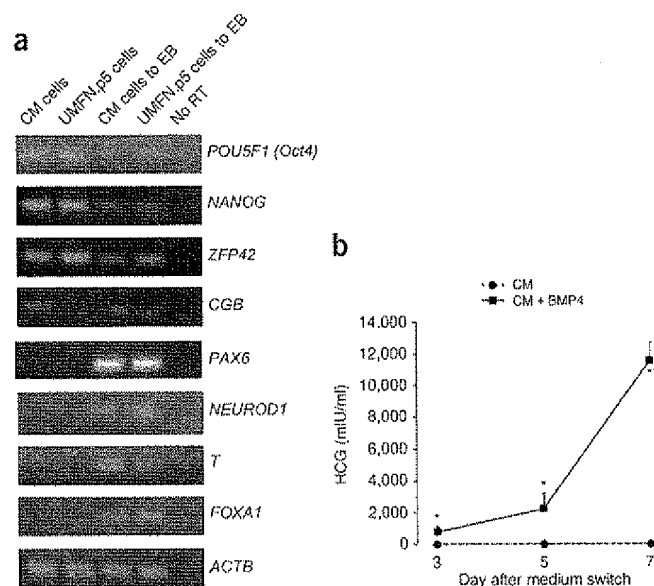 a
CM cells
UMFN.p5 cells
CM cells to EB
UMFN.p5 cells to EB
No RT
POU5F1 (Oct4)
NANOG
ZFP42
CGB
PAX6
NEUROD1
T
FOXA1
ACTB
b
CM
CM + BMP4
HCG (mIU/ml)
14,000
12,000
10,000
8,000
6,000
4,000
2,000
0
* * *
3 5 7
Day after medium switch